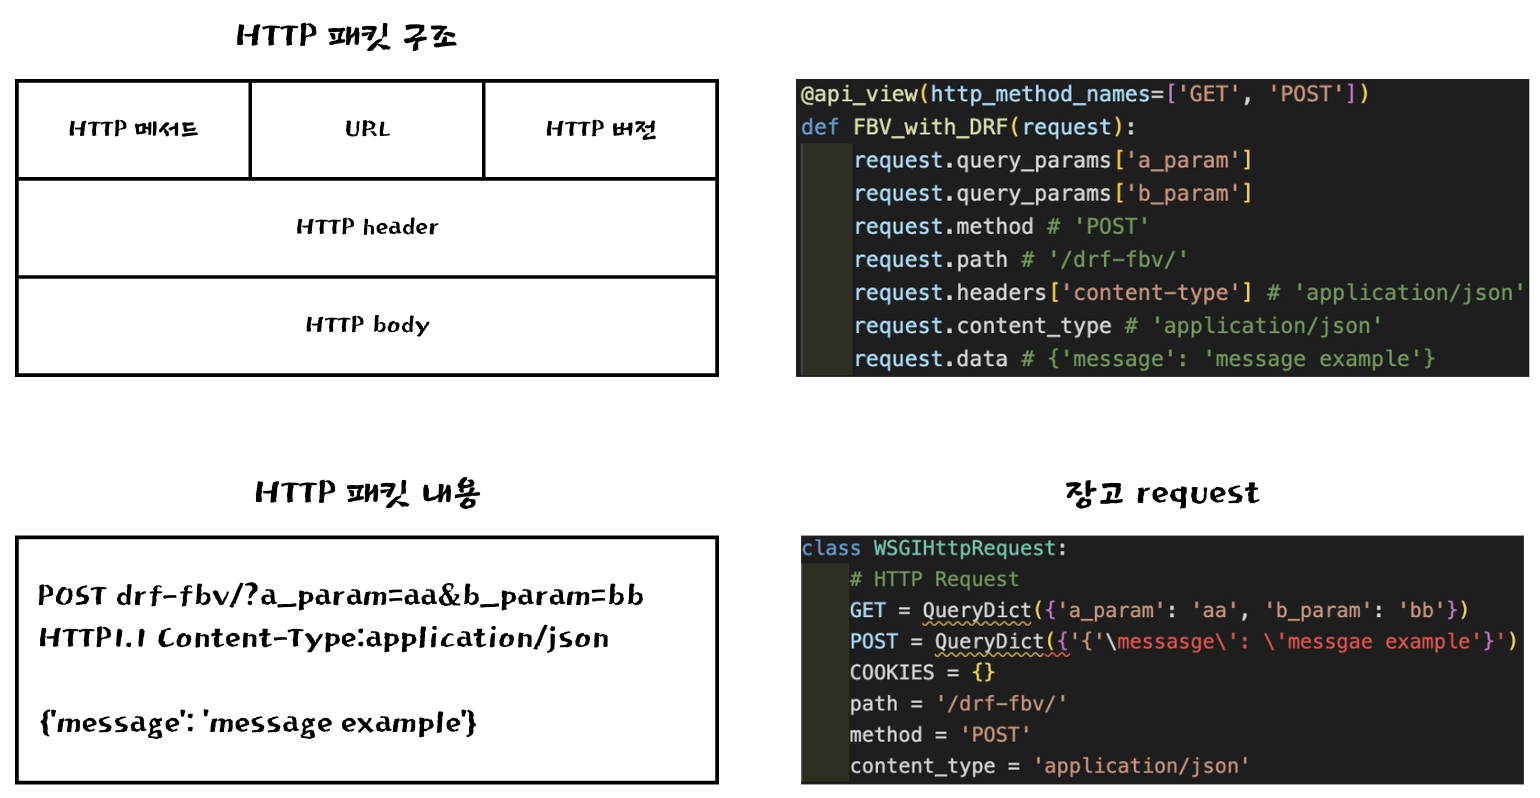 HTTP 패킷 구조
HTTP 메서드
URL
HTTP 버전
HTTP header
HTTP body
@api_view(http_method_names=['GET', 'POST'])
def FBV_with_DRF(request):
request.query_params['a_param']
request.query_params['b_param']
request.method # 'POST'
request.path # '/drf-fbv/'
request.headers['content-type'] # 'application/json'
request.content_type # 'application/json'
request.data # {'message': 'message example'}
HTTP 패킷 내용
POST drf-fbv/?a_param=aa&b_param=bb
HTTP1.1 Content-Type:application/json
{'message': 'message example'}
장고 request
class WSGIHttpRequest:
# HTTP Request
GET = QueryDict({'a_param': 'aa', 'b_param': 'bb'})
POST = QueryDict({'{'\messasge\': \'messgae example'}')
COOKIES = {}
path = '/drf-fbv/'
method = 'POST'
content_type = 'application/json'